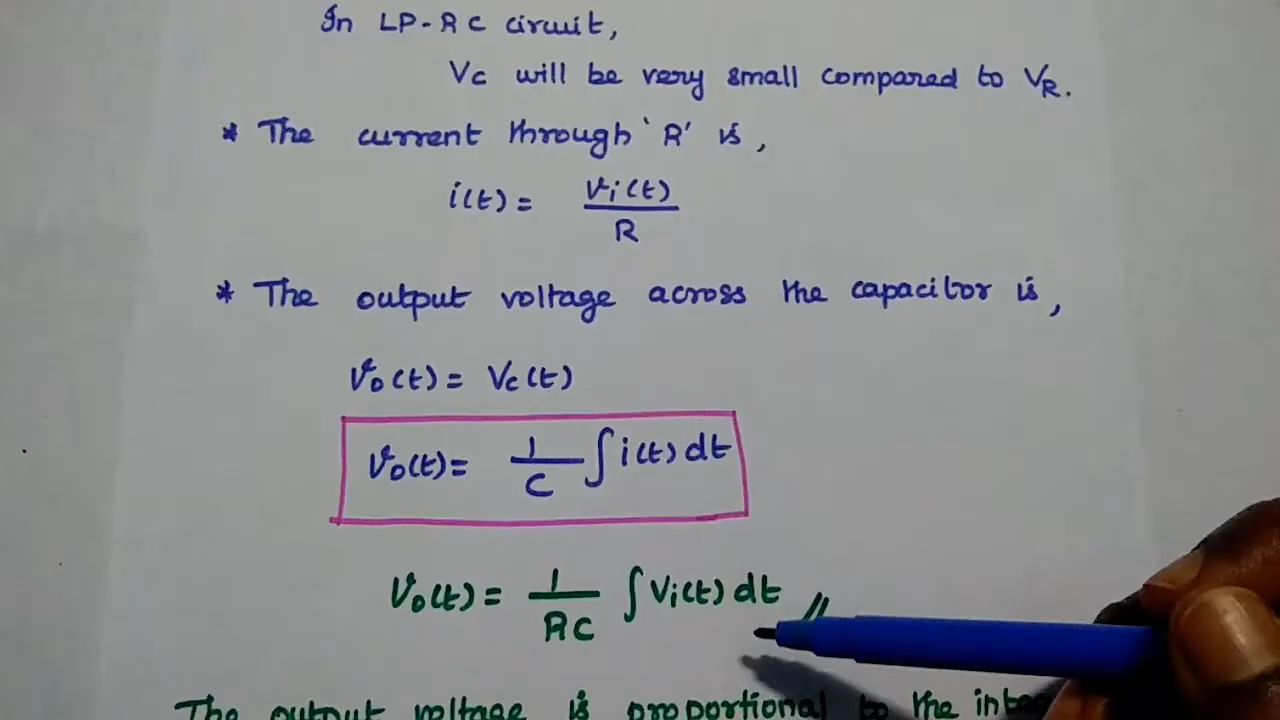 In LP-RC circuit,
Vc will be very small compared to VR.
* The current through 'R' is,
i(t) = Vi(t) / R
* The output voltage across the capacitor is,
Vo(t) = Vc(t)
Vo(t) = 1/C ∫ i(t) dt
Vo(t) = 1/RC ∫ Vi(t) dt //
The output voltage is proportional to the